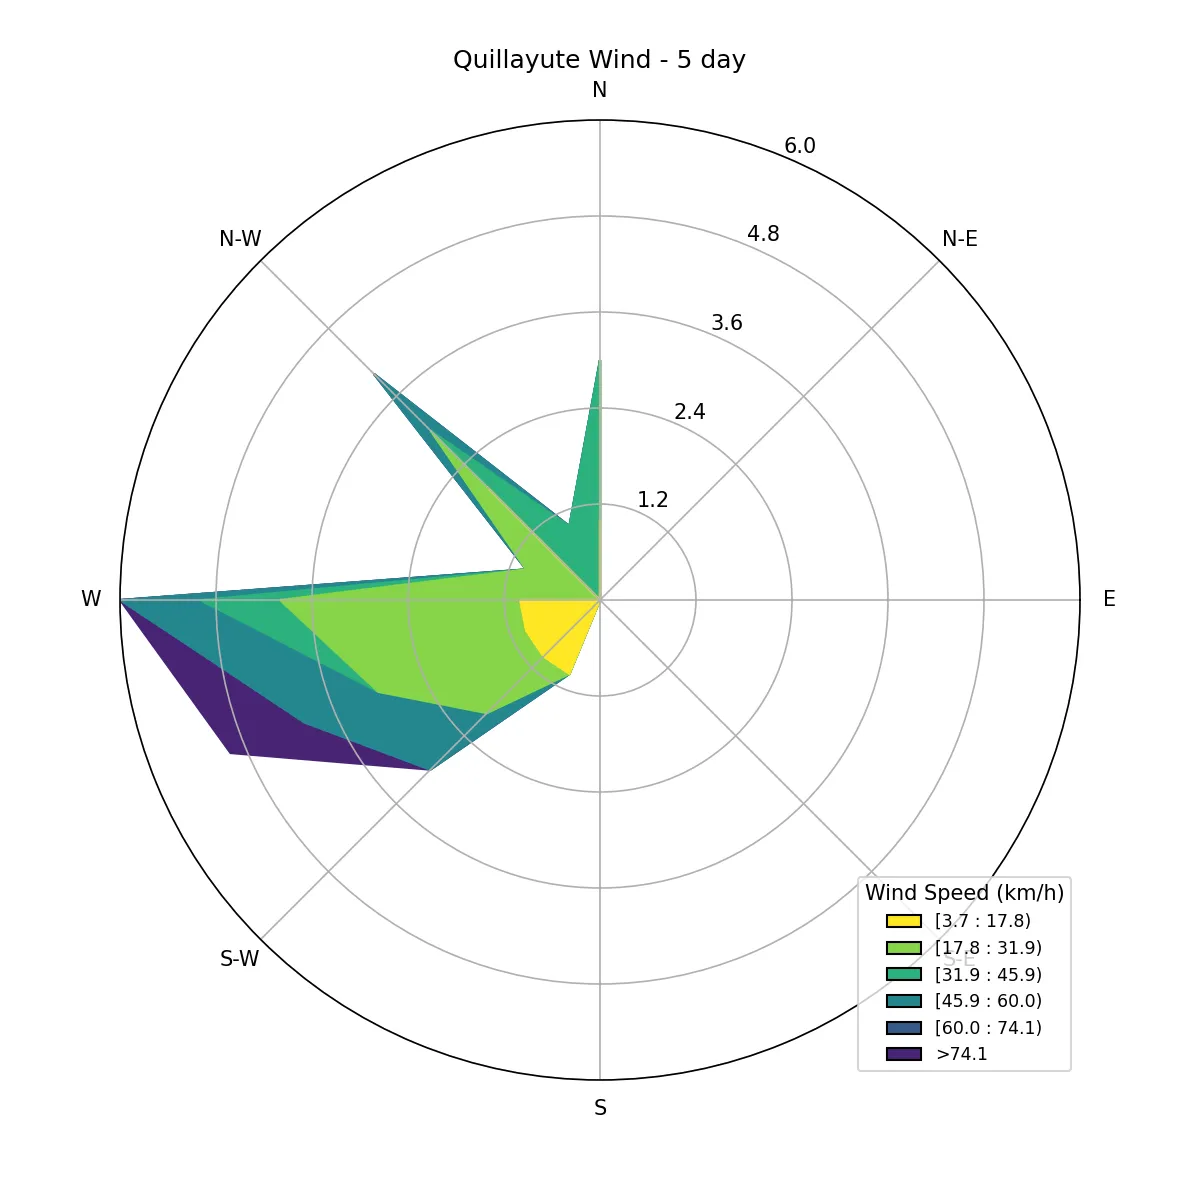 Quillayute Wind - 5 day
N
6.0
N-W
N-E
4.8
3.6
2.4
1.2
W
E
S-W
S-E
S
Wind Speed (km/h)
[3.7 : 17.8)
[17.8 : 31.9)
[31.9 : 45.9)
[45.9 : 60.0)
[60.0 : 74.1)
>74.1